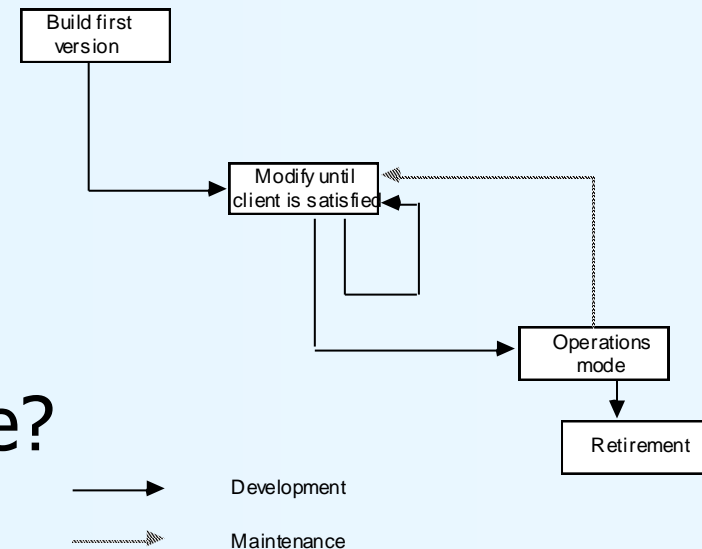 Build first
version
Modify until
client is satisfied
Operations
mode
Retirement
e?
Development
Maintenance